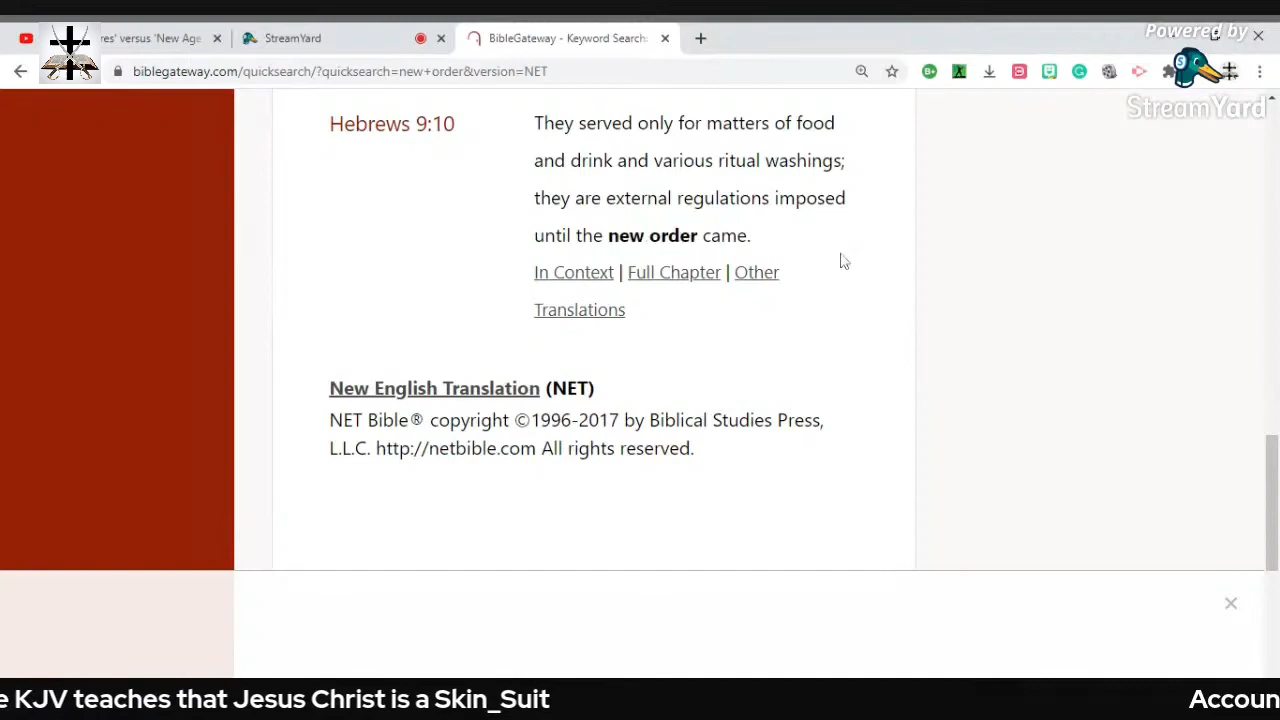 Powered by
res' versus 'New Age
StreamYard
BibleGateway - Keyword Search:
biblegateway.com/quicksearch/?quicksearch=new+order&version=NET
StreamYard
Hebrews 9:10
They served only for matters of food
and drink and various ritual washings;
they are external regulations imposed
until the new order came.
In Context | Full Chapter | Other
Translations
New English Translation (NET)
NET Bible® copyright ©1996-2017 by Biblical Studies Press,
L.L.C. http://netbible.com All rights reserved.
e KJV teaches that Jesus Christ is a Skin_Suit
Accoun